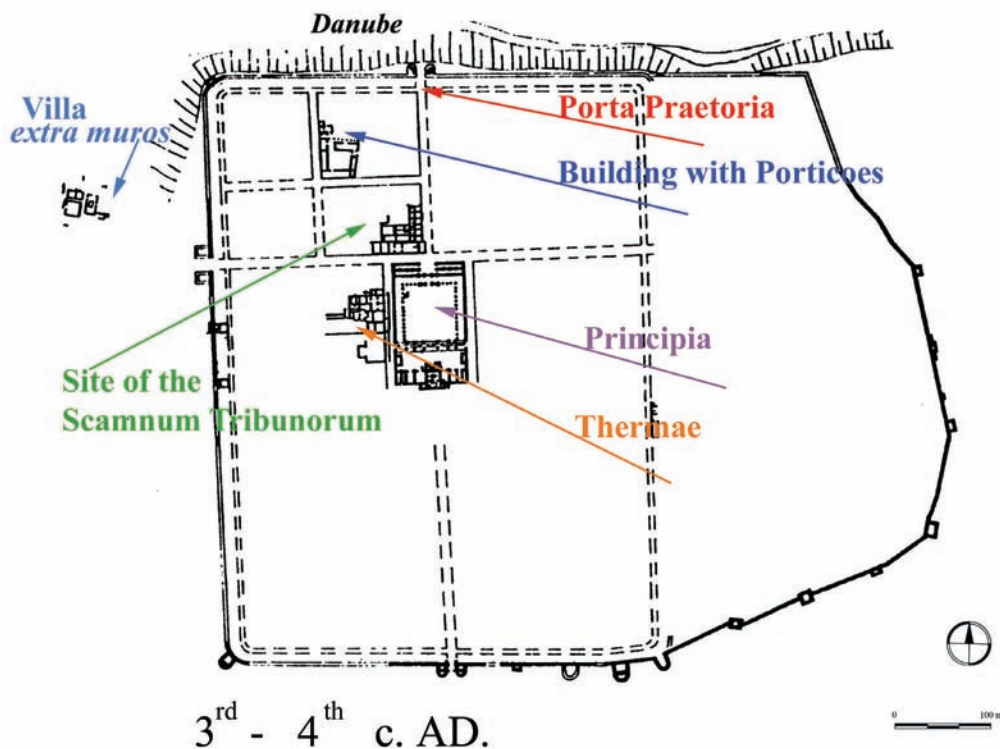 Danube
Villa
extra muros
Porta Praetoria
Building with Porticoes
Principia
Site of the
Scamnum Tribunorum
Thermae
0 100 m
3rd - 4th c. AD.